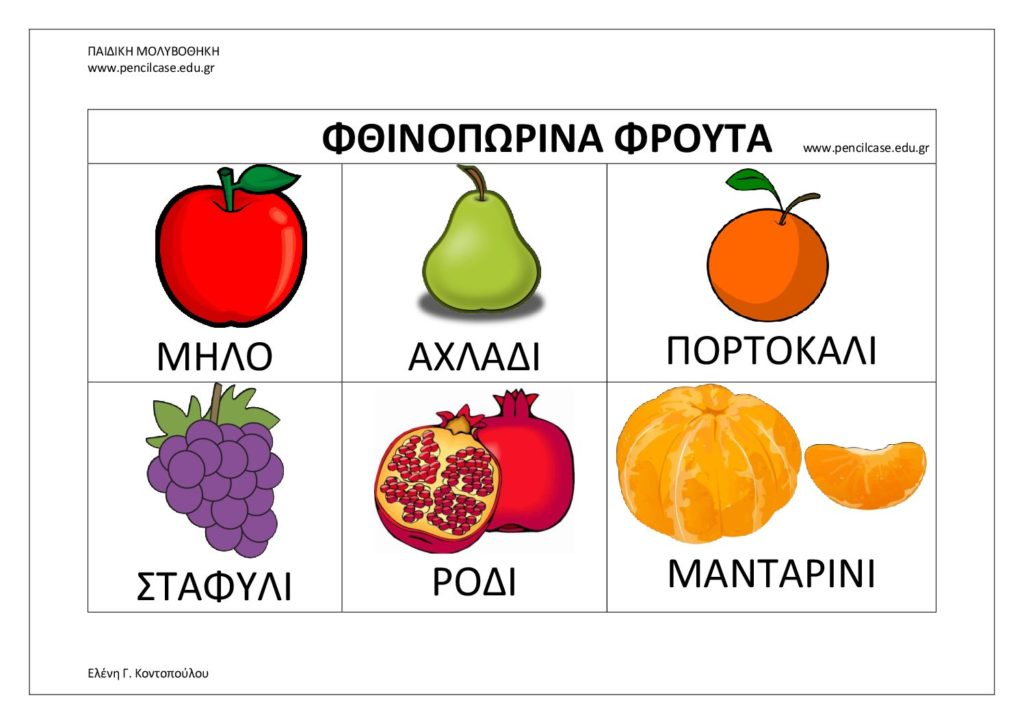 ΠΑΙΔΙΚΗ ΜΟΛΥΒΟΘΗΚΗ
www.pencilcase.edu.gr
ΦΘΙΝΟΠΩΡΙΝΑ ΦΡΟΥΤΑ www.pencilcase.edu.gr
ΜΗΛΟ ΑΧΛΑΔΙ ΠΟΡΤΟΚΑΛΙ
ΣΤΑΦΥΛΙ ΡΟΔΙ ΜΑΝΤΑΡΙΝΙ
Ελένη Γ. Κοντοπούλου